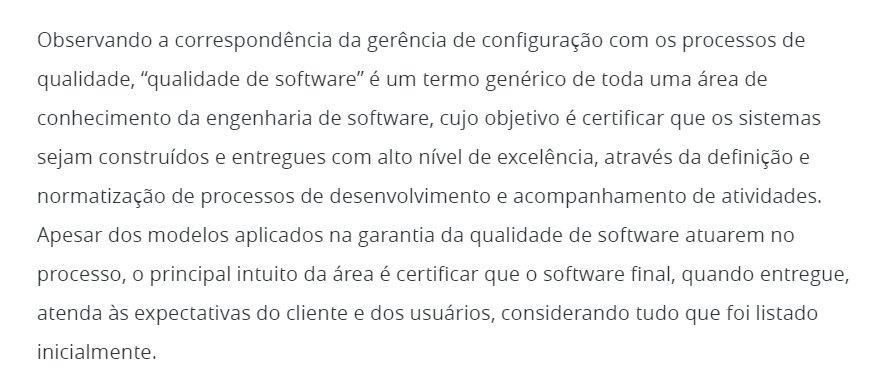 Observando a correspondência da gerência de configuração com os processos de
qualidade, “qualidade de software” é um termo genérico de toda uma área de
conhecimento da engenharia de software, cujo objetivo é certificar que os sistemas
sejam construídos e entregues com alto nível de excelência, através da definição e
normatização de processos de desenvolvimento e acompanhamento de atividades.
Apesar dos modelos aplicados na garantia da qualidade de software atuarem no
processo, o principal intuito da área é certificar que o software final, quando entregue,
atenda às expectativas do cliente e dos usuários, considerando tudo que foi listado
inicialmente.